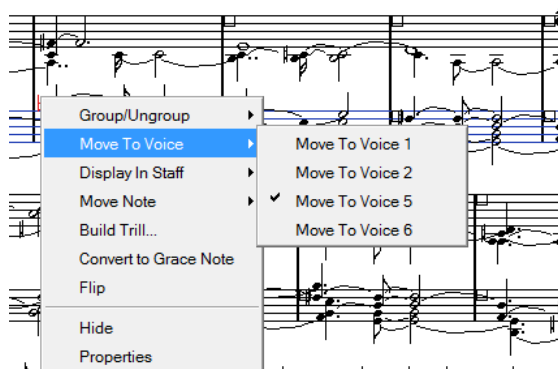 Group/Ungroup
Move To Voice
Display In Staff
Move Note
Build Trill...
Convert to Grace Note
Flip
Hide
Properties
Move To Voice 1
Move To Voice 2
Move To Voice 5
Move To Voice 6